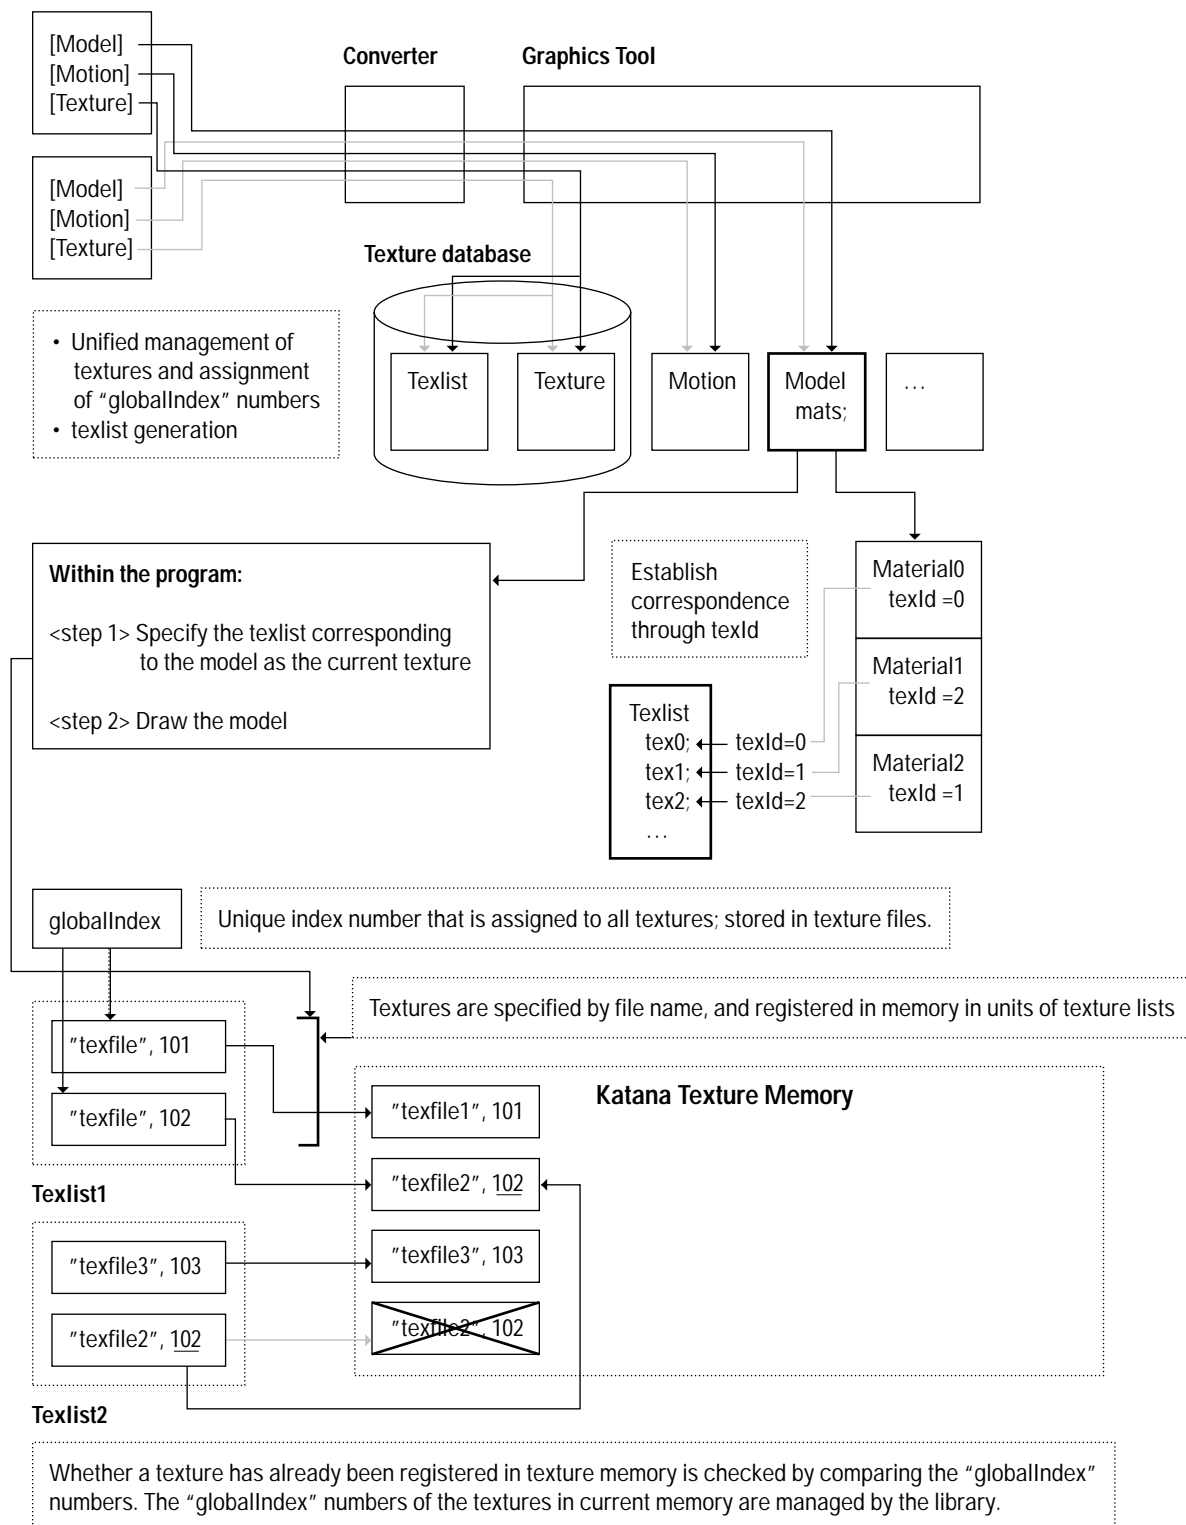 [Model]
[Motion]
[Texture]
Converter
Graphics Tool
[Model]
[Motion]
[Texture]
Texture database
• Unified management of
textures and assignment
of “globalIndex” numbers
• texlist generation
Texlist
Texture
Motion
Model
mats;
...
Within the program:
<step 1> Specify the texlist corresponding
to the model as the current texture
<step 2> Draw the model
Establish
correspondence
through texId
Material0
texId =0
Material1
texId =2
Material2
texId =1
Texlist
tex0;
tex1;
tex2;
...
texId=0
texId=1
texId=2
globalIndex
Unique index number that is assigned to all textures; stored in texture files.
Textures are specified by file name, and registered in memory in units of texture lists
"texfile", 101
"texfile", 102
Texlist1
"texfile3", 103
"texfile2", 102
Texlist2
Katana Texture Memory
"texfile1", 101
"texfile2", 102
"texfile3", 103
"texfile2", 102
Whether a texture has already been registered in texture memory is checked by comparing the “globalIndex”
numbers. The “globalIndex” numbers of the textures in current memory are managed by the library.